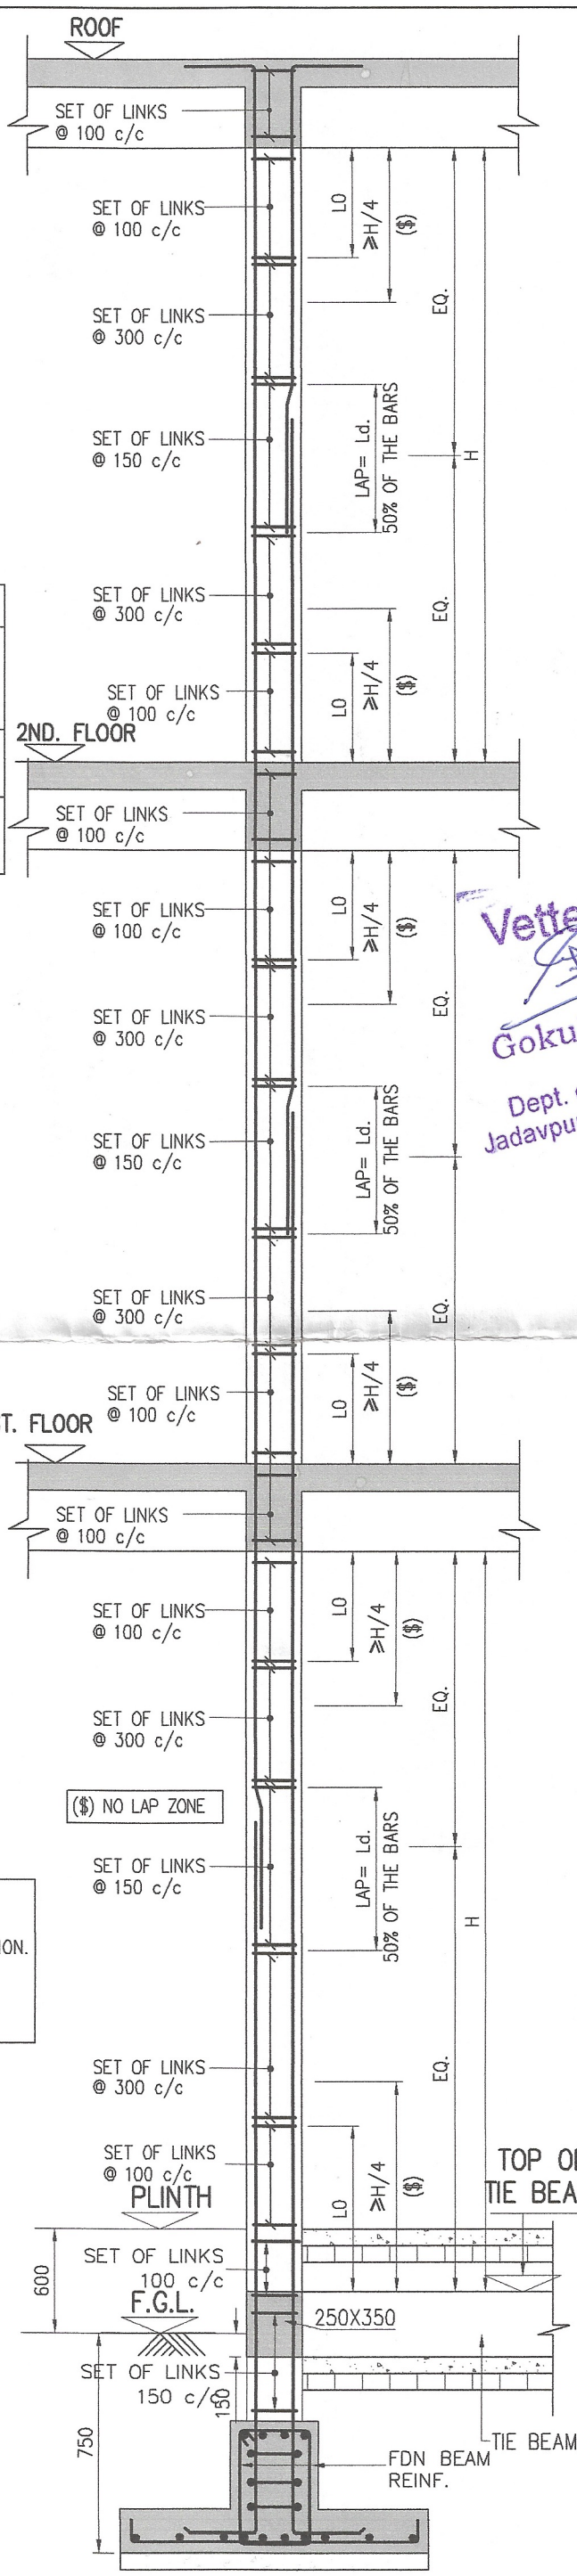 ROOF
SET OF LINKS
@ 100 c/c
SET OF LINKS
@ 100 c/c
LO
≥H/4
($)
SET OF LINKS
@ 300 c/c
EQ.
SET OF LINKS
@ 150 c/c
LAP= Ld.
50% OF THE BARS
H
SET OF LINKS
@ 300 c/c
EQ.
SET OF LINKS
@ 100 c/c
LO
≥H/4
($)
2ND. FLOOR
SET OF LINKS
@ 100 c/c
SET OF LINKS
@ 100 c/c
LO
≥H/4
($)
Vette
SET OF LINKS
@ 300 c/c
EQ.
Goku
Dept.
Jadavpu
SET OF LINKS
@ 150 c/c
LAP= Ld.
50% OF THE BARS
SET OF LINKS
@ 300 c/c
EQ.
SET OF LINKS
@ 100 c/c
LO
≥H/4
($)
T. FLOOR
SET OF LINKS
@ 100 c/c
SET OF LINKS
@ 100 c/c
LO
≥H/4
($)
SET OF LINKS
@ 300 c/c
EQ.
($) NO LAP ZONE
SET OF LINKS
@ 150 c/c
LAP= Ld.
50% OF THE BARS
H
ION.
SET OF LINKS
@ 300 c/c
EQ.
SET OF LINKS
@ 100 c/c
LO
≥H/4
($)
TOP O
TIE BEA
PLINTH
600
SET OF LINKS
100 c/c
F.G.L.
250X350
SET OF LINKS
150 c/c
150
750
TIE BEAM
FDN BEAM
REINF.